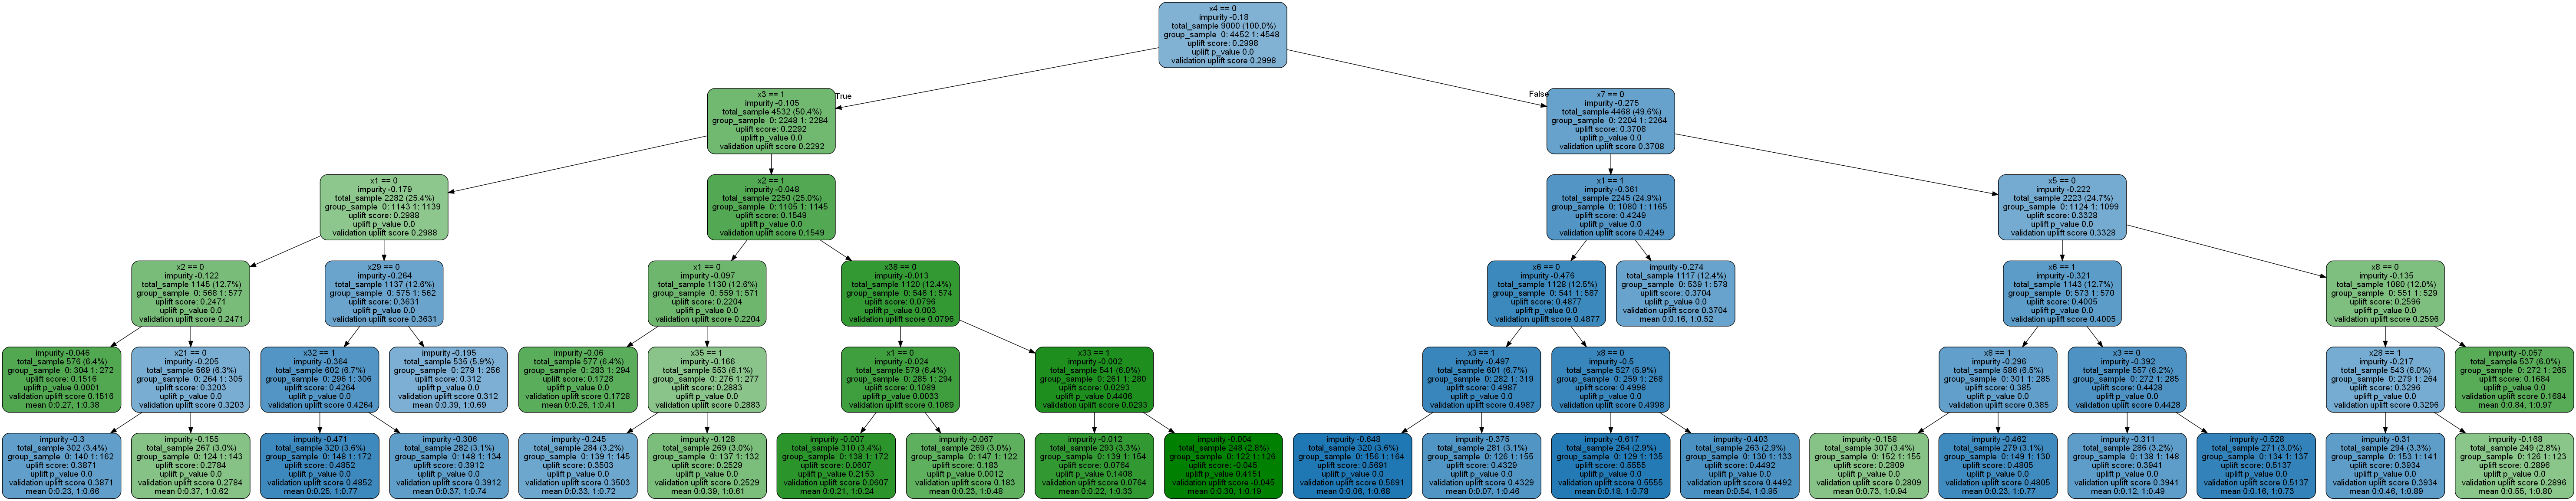 x4 == 0
impurity -0.18
total_sample 9000 (100.0%)
group_sample 0: 4452 1: 4548
uplift score: 0.2998
uplift p_value 0.0
validation uplift score 0.2998
True
False
x3 == 1
impurity -0.105
total_sample 4532 (50.4%)
group_sample 0: 2248 1: 2284
uplift score: 0.2292
uplift p_value 0.0
validation uplift score 0.2292
x7 == 0
impurity -0.275
total_sample 4468 (49.6%)
group_sample 0: 2204 1: 2264
uplift score: 0.3708
uplift p_value 0.0
validation uplift score 0.3708
x1 == 0
impurity -0.179
total_sample 2282 (25.4%)
group_sample 0: 1143 1: 1139
uplift score: 0.2988
uplift p_value 0.0
validation uplift score 0.2988
x2 == 1
impurity -0.048
total_sample 2250 (25.0%)
group_sample 0: 1105 1: 1145
uplift score: 0.1549
uplift p_value 0.0
validation uplift score 0.1549
x1 == 1
impurity -0.361
total_sample 2245 (24.9%)
group_sample 0: 1080 1: 1165
uplift score: 0.4249
uplift p_value 0.0
validation uplift score 0.4249
x5 == 0
impurity -0.222
total_sample 2223 (24.7%)
group_sample 0: 1124 1: 1099
uplift score: 0.3328
uplift p_value 0.0
validation uplift score 0.3328
x2 == 0
impurity -0.122
total_sample 1145 (12.7%)
group_sample 0: 568 1: 577
uplift score: 0.2471
uplift p_value 0.0
validation uplift score 0.2471
x29 == 0
impurity -0.264
total_sample 1137 (12.6%)
group_sample 0: 575 1: 562
uplift score: 0.3631
uplift p_value 0.0
validation uplift score 0.3631
x1 == 0
impurity -0.097
total_sample 1130 (12.6%)
group_sample 0: 559 1: 571
uplift score: 0.2204
uplift p_value 0.0
validation uplift score 0.2204
x38 == 0
impurity -0.013
total_sample 1120 (12.4%)
group_sample 0: 546 1: 574
uplift score: 0.0796
uplift p_value 0.003
validation uplift score 0.0796
x6 == 0
impurity -0.476
total_sample 1128 (12.5%)
group_sample 0: 541 1: 587
uplift score: 0.4877
uplift p_value 0.0
validation uplift score 0.4877
impurity -0.274
total_sample 1117 (12.4%)
group_sample 0: 539 1: 578
uplift score: 0.3704
uplift p_value 0.0
validation uplift score 0.3704
mean 0:0.16, 1:0.52
x6 == 1
impurity -0.321
total_sample 1143 (12.7%)
group_sample 0: 573 1: 570
uplift score: 0.4005
uplift p_value 0.0
validation uplift score 0.4005
x8 == 0
impurity -0.135
total_sample 1080 (12.0%)
group_sample 0: 551 1: 529
uplift score: 0.2596
uplift p_value 0.0
validation uplift score 0.2596
impurity -0.046
total_sample 576 (6.4%)
group_sample 0: 304 1: 272
uplift score: 0.1516
uplift p_value 0.0001
validation uplift score 0.1516
mean 0:0.27, 1:0.38
x21 == 0
impurity -0.205
total_sample 569 (6.3%)
group_sample 0: 264 1: 305
uplift score: 0.3203
uplift p_value 0.0
validation uplift score 0.3203
x32 == 1
impurity -0.364
total_sample 602 (6.7%)
group_sample 0: 296 1: 306
uplift score: 0.4264
uplift p_value 0.0
validation uplift score 0.4264
impurity -0.195
total_sample 535 (5.9%)
group_sample 0: 279 1: 256
uplift score: 0.312
uplift p_value 0.0
validation uplift score 0.312
mean 0:0.39, 1:0.69
impurity -0.06
total_sample 577 (6.4%)
group_sample 0: 283 1: 294
uplift score: 0.1728
uplift p_value 0.0
validation uplift score 0.1728
mean 0:0.26, 1:0.41
x35 == 1
impurity -0.166
total_sample 553 (6.1%)
group_sample 0: 276 1: 277
uplift score: 0.2883
uplift p_value 0.0
validation uplift score 0.2883
x1 == 0
impurity -0.024
total_sample 579 (6.4%)
group_sample 0: 285 1: 294
uplift score: 0.1089
uplift p_value 0.0033
validation uplift score 0.1089
x33 == 1
impurity -0.002
total_sample 541 (6.0%)
group_sample 0: 261 1: 280
uplift score: 0.0293
uplift p_value 0.4406
validation uplift score 0.0293
x3 == 1
impurity -0.497
total_sample 601 (6.7%)
group_sample 0: 282 1: 319
uplift score: 0.4987
uplift p_value 0.0
validation uplift score 0.4987
x8 == 0
impurity -0.5
total_sample 527 (5.9%)
group_sample 0: 259 1: 268
uplift score: 0.4998
uplift p_value 0.0
validation uplift score 0.4998
x8 == 1
impurity -0.296
total_sample 586 (6.5%)
group_sample 0: 301 1: 285
uplift score: 0.385
uplift p_value 0.0
validation uplift score 0.385
x3 == 0
impurity -0.392
total_sample 557 (6.2%)
group_sample 0: 272 1: 285
uplift score: 0.4428
uplift p_value 0.0
validation uplift score 0.4428
x28 == 1
impurity -0.217
total_sample 543 (6.0%)
group_sample 0: 279 1: 264
uplift score: 0.3296
uplift p_value 0.0
validation uplift score 0.3296
impurity -0.057
total_sample 537 (6.0%)
group_sample 0: 272 1: 265
uplift score: 0.1684
uplift p_value 0.0
validation uplift score 0.1684
mean 0:0.84, 1:0.97
impurity -0.3
total_sample 302 (3.4%)
group_sample 0: 140 1: 162
uplift score: 0.3871
uplift p_value 0.0
validation uplift score 0.3871
mean 0:0.23, 1:0.66
impurity -0.155
total_sample 267 (3.0%)
group_sample 0: 124 1: 143
uplift score: 0.2784
uplift p_value 0.0
validation uplift score 0.2784
mean 0:0.37, 1:0.62
impurity -0.471
total_sample 320 (3.6%)
group_sample 0: 148 1: 172
uplift score: 0.4852
uplift p_value 0.0
validation uplift score 0.4852
mean 0:0.25, 1:0.77
impurity -0.306
total_sample 282 (3.1%)
group_sample 0: 148 1: 134
uplift score: 0.3912
uplift p_value 0.0
validation uplift score 0.3912
mean 0:0.37, 1:0.74
impurity -0.245
total_sample 284 (3.2%)
group_sample 0: 139 1: 145
uplift score: 0.3503
uplift p_value 0.0
validation uplift score 0.3503
mean 0:0.33, 1:0.72
impurity -0.128
total_sample 269 (3.0%)
group_sample 0: 137 1: 132
uplift score: 0.2529
uplift p_value 0.0
validation uplift score 0.2529
mean 0:0.39, 1:0.61
impurity -0.007
total_sample 310 (3.4%)
group_sample 0: 138 1: 172
uplift score: 0.0607
uplift p_value 0.2153
validation uplift score 0.0607
mean 0:0.21, 1:0.24
impurity -0.067
total_sample 269 (3.0%)
group_sample 0: 147 1: 122
uplift score: 0.183
uplift p_value 0.0012
validation uplift score 0.183
mean 0:0.23, 1:0.48
impurity -0.012
total_sample 293 (3.3%)
group_sample 0: 139 1: 154
uplift score: 0.0764
uplift p_value 0.1408
validation uplift score 0.0764
mean 0:0.22, 1:0.33
impurity -0.004
total_sample 248 (2.8%)
group_sample 0: 122 1: 126
uplift score: -0.045
uplift p_value 0.4151
validation uplift score -0.045
mean 0:0.30, 1:0.19
impurity -0.648
total_sample 320 (3.6%)
group_sample 0: 156 1: 164
uplift score: 0.5691
uplift p_value 0.0
validation uplift score 0.5691
mean 0:0.06, 1:0.68
impurity -0.375
total_sample 281 (3.1%)
group_sample 0: 126 1: 155
uplift score: 0.4329
uplift p_value 0.0
validation uplift score 0.4329
mean 0:0.07, 1:0.46
impurity -0.617
total_sample 264 (2.9%)
group_sample 0: 129 1: 135
uplift score: 0.5555
uplift p_value 0.0
validation uplift score 0.5555
mean 0:0.18, 1:0.78
impurity -0.403
total_sample 263 (2.9%)
group_sample 0: 130 1: 133
uplift score: 0.4492
uplift p_value 0.0
validation uplift score 0.4492
mean 0:0.54, 1:0.95
impurity -0.158
total_sample 307 (3.4%)
group_sample 0: 152 1: 155
uplift score: 0.2809
uplift p_value 0.0
validation uplift score 0.2809
mean 0:0.73, 1:0.94
impurity -0.462
total_sample 279 (3.1%)
group_sample 0: 149 1: 130
uplift score: 0.4805
uplift p_value 0.0
validation uplift score 0.4805
mean 0:0.23, 1:0.77
impurity -0.311
total_sample 286 (3.2%)
group_sample 0: 138 1: 148
uplift score: 0.3941
uplift p_value 0.0
validation uplift score 0.3941
mean 0:0.12, 1:0.49
impurity -0.528
total_sample 271 (3.0%)
group_sample 0: 134 1: 137
uplift score: 0.5137
uplift p_value 0.0
validation uplift score 0.5137
mean 0:0.16, 1:0.73
impurity -0.31
total_sample 294 (3.3%)
group_sample 0: 153 1: 141
uplift score: 0.3934
uplift p_value 0.0
validation uplift score 0.3934
mean 0:0.46, 1:0.89
impurity -0.168
total_sample 249 (2.8%)
group_sample 0: 126 1: 123
uplift score: 0.2896
uplift p_value 0.0
validation uplift score 0.2896
mean 0:0.55, 1:0.80